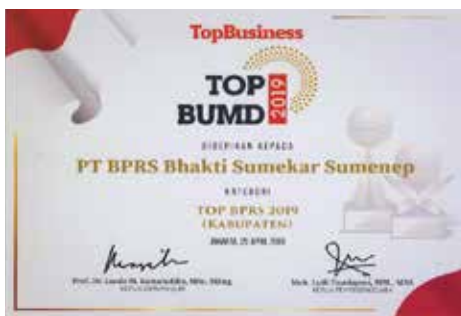 TopBusiness
TOP
BUMD 2019
DIBERIKAN KEPADA
PT BPRS Bhakti Sumekar Sumenep
KATEGORI
TOP BPRS 2019
(KABUPATEN)
JAKARTA, 29 APRIL 2019